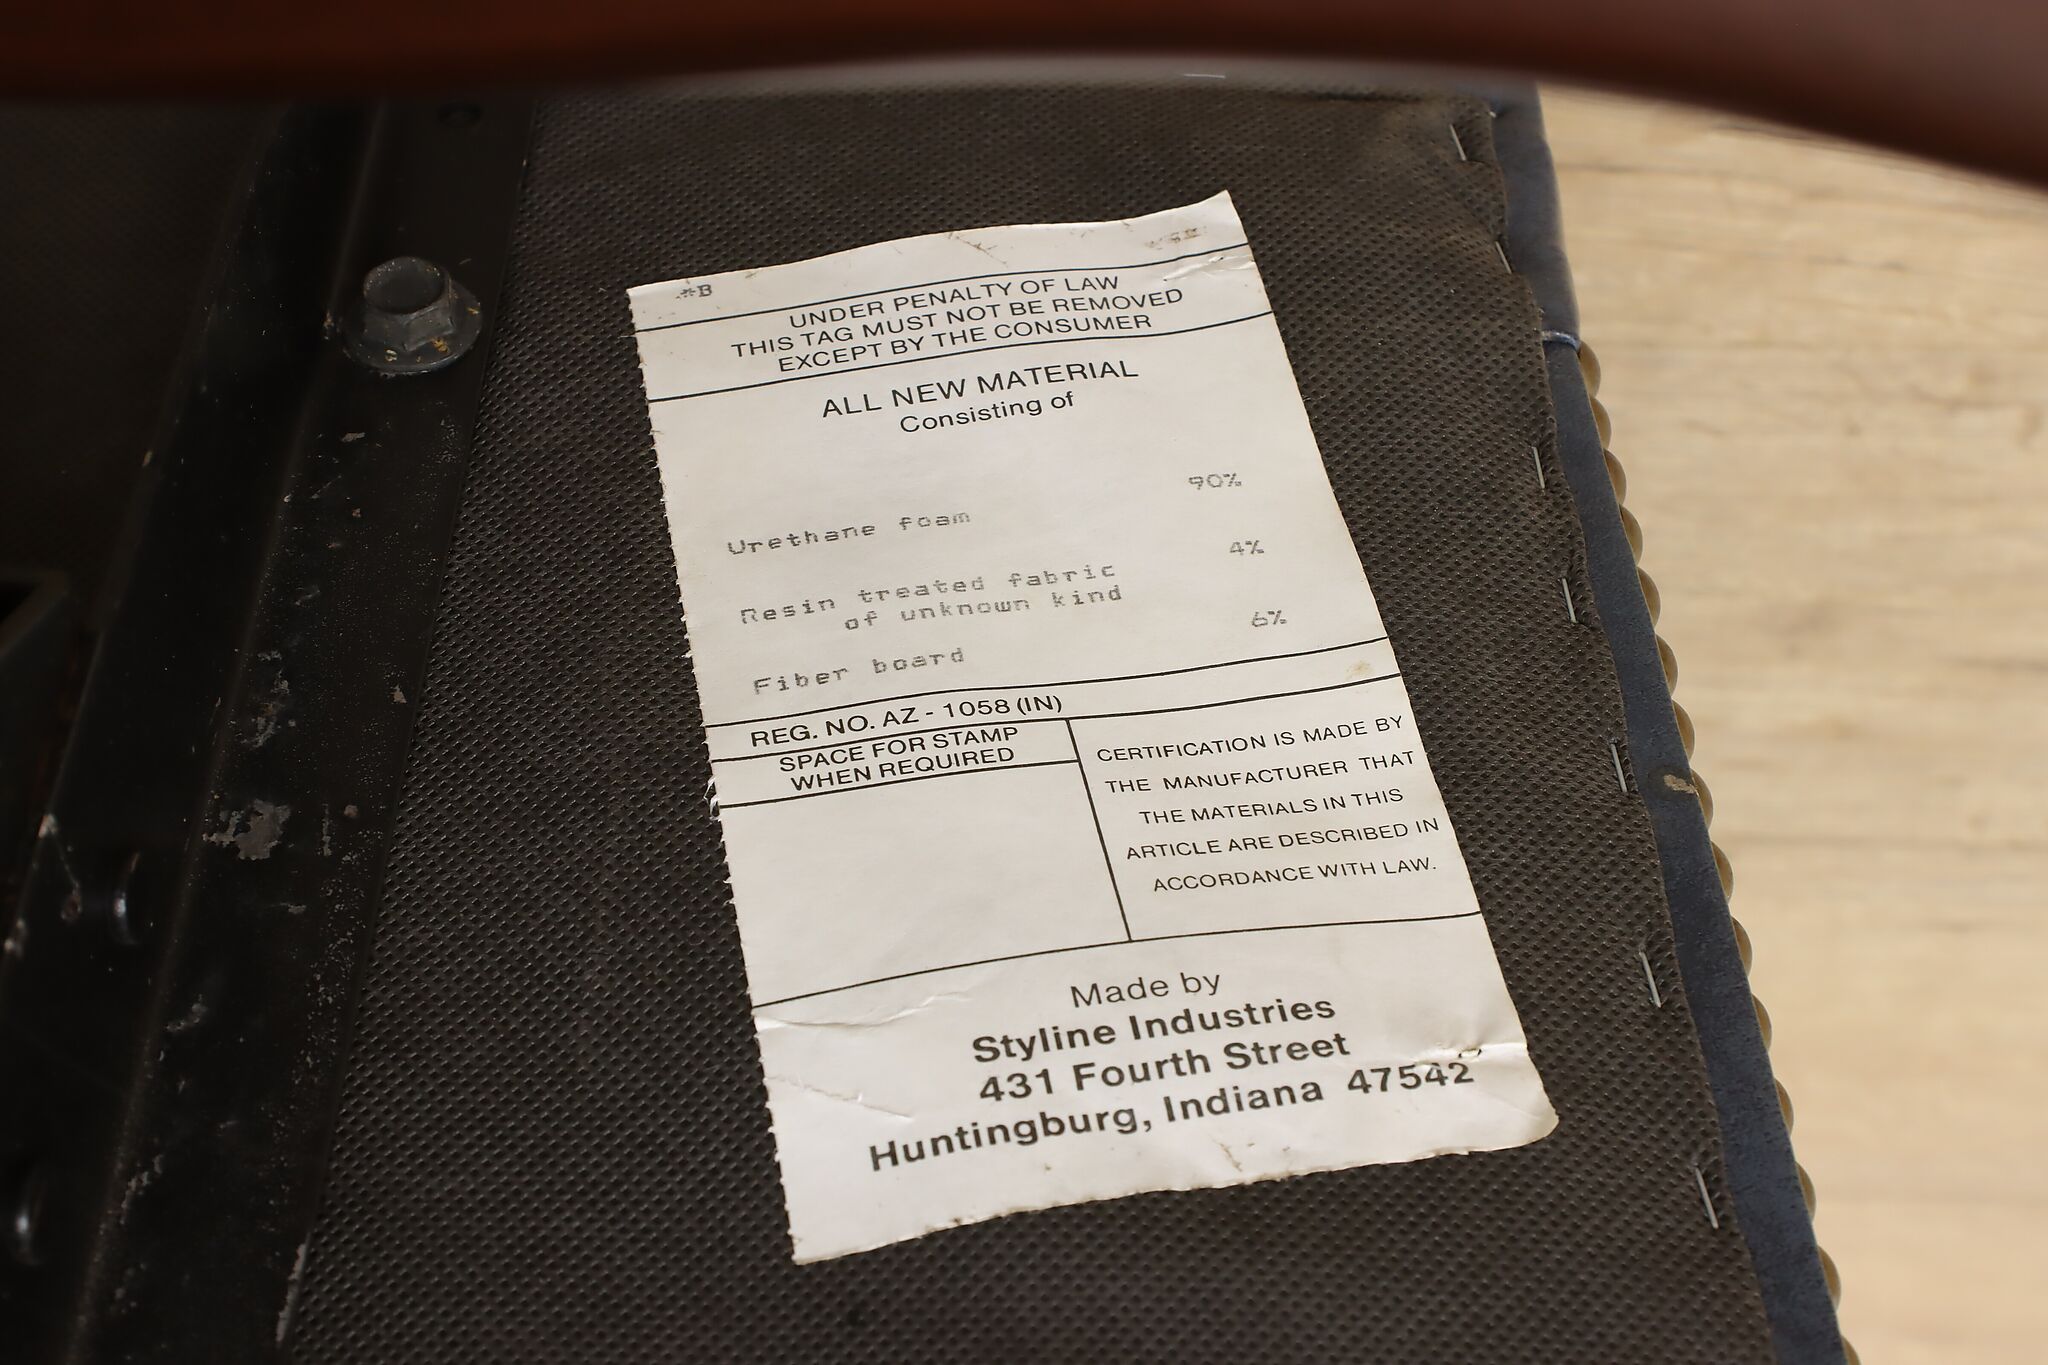 *B
UNDER PENALTY OF LAW
THIS TAG MUST NOT BE REMOVED
EXCEPT BY THE CONSUMER
ALL NEW MATERIAL
Consisting of
90%
Urethane foam
4%
Resin treated fabric
of unknown kind
6%
Fiber board
REG. NO. AZ - 1058 (IN)
SPACE FOR STAMP
WHEN REQUIRED
CERTIFICATION IS MADE BY
THE MANUFACTURER THAT
THE MATERIALS IN THIS
ARTICLE ARE DESCRIBED IN
ACCORDANCE WITH LAW.
Made by
Styline Industries
431 Fourth Street
Huntingburg, Indiana 47542